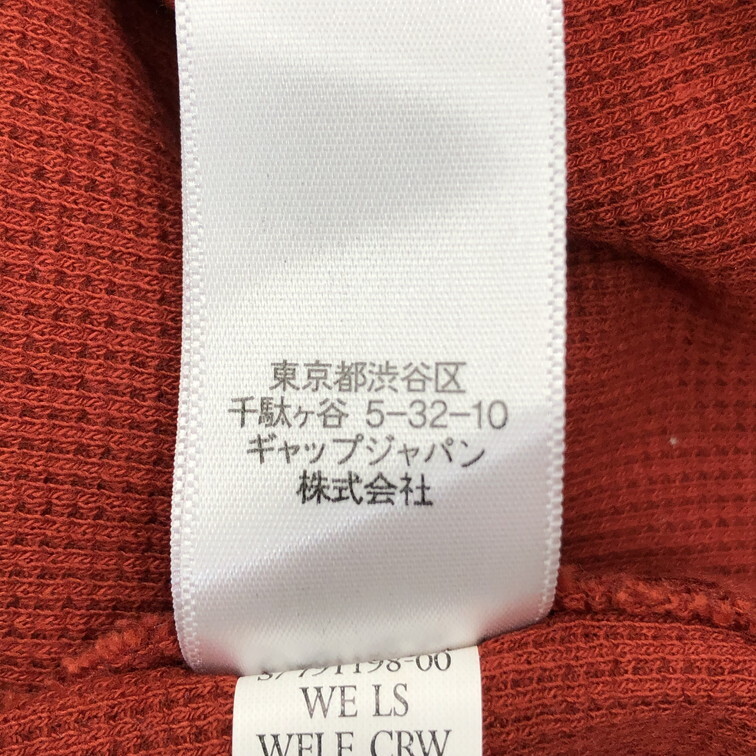 東京都渋谷区
千駄ヶ谷 5-32-10
ギャップジャパン
株式会社
WE LS